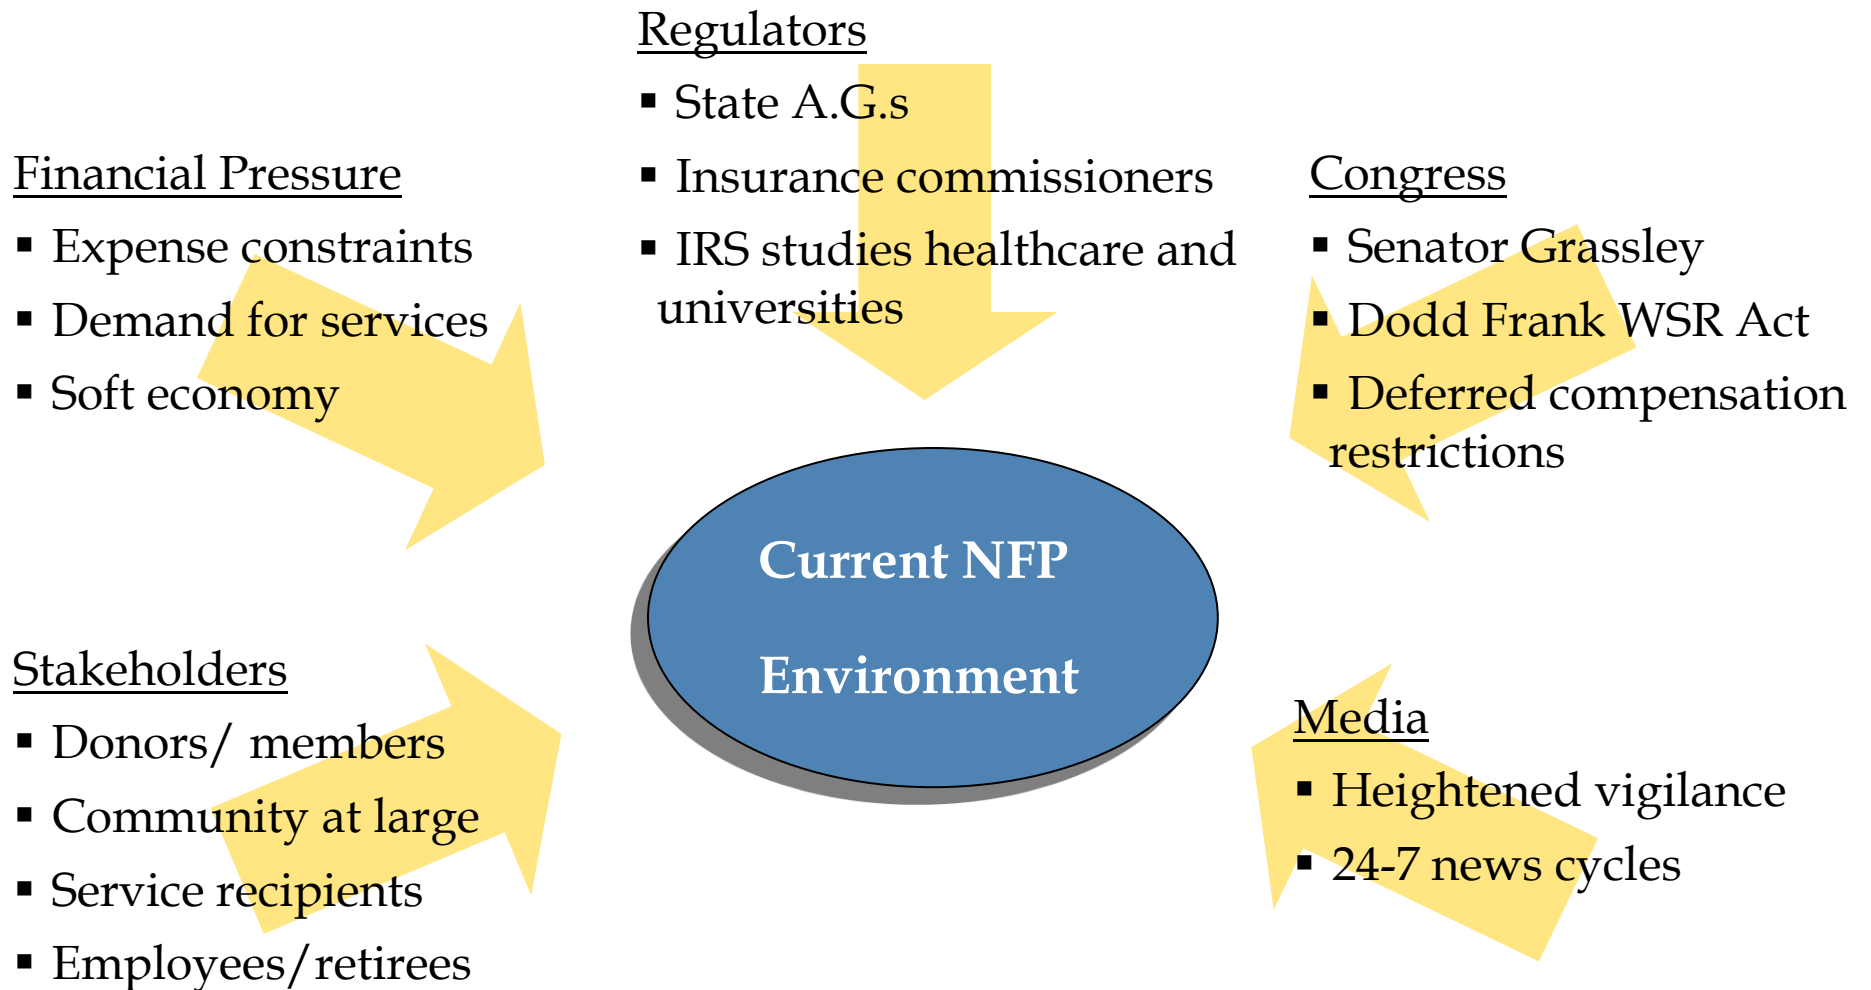 Regulators
▪ State A.G.s
▪ Insurance commissioners
▪ IRS studies healthcare and
universities
Financial Pressure
▪ Expense constraints
▪ Demand for services
▪ Soft economy
Congress
▪ Senator Grassley
▪ Dodd Frank WSR Act
▪ Deferred compensation
restrictions
Current NFP
Environment
Stakeholders
▪ Donors/ members
▪ Community at large
▪ Service recipients
▪ Employees/retirees
Media
▪ Heightened vigilance
▪ 24-7 news cycles